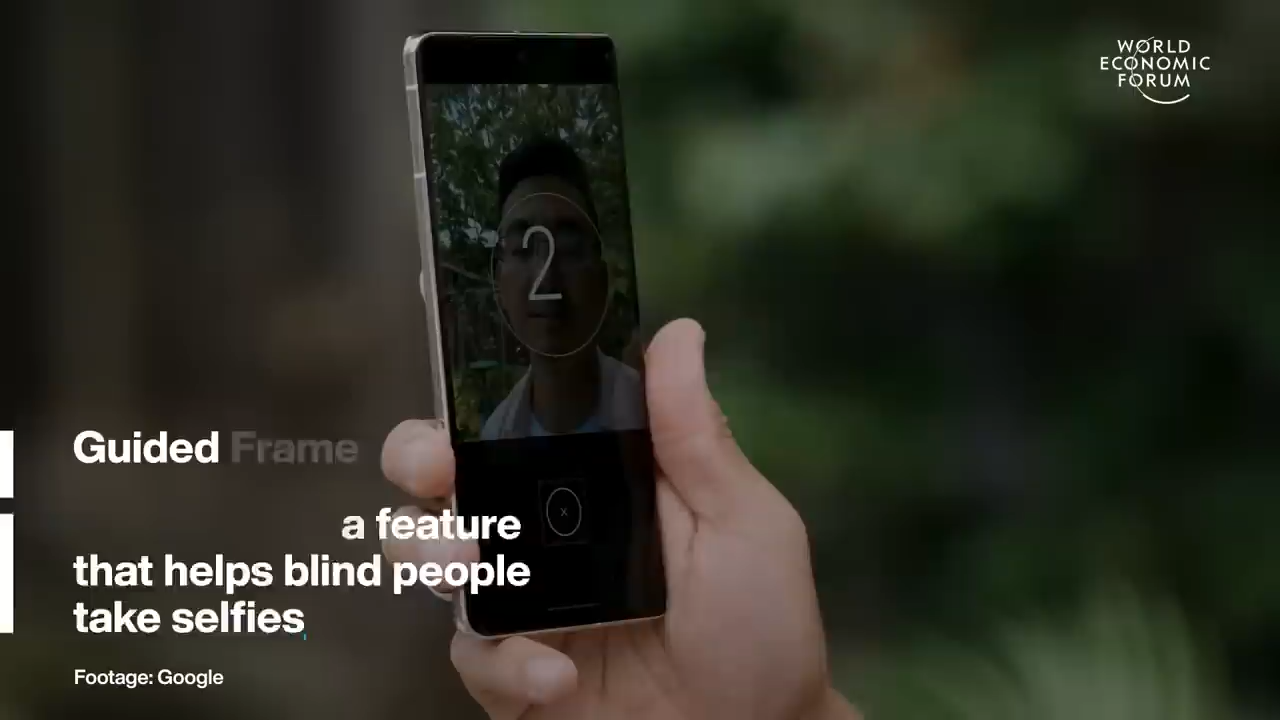 WORLD
ECONOMIC
FORUM
2
Guided Frame
a feature
that helps blind people
take selfies
Footage: Google